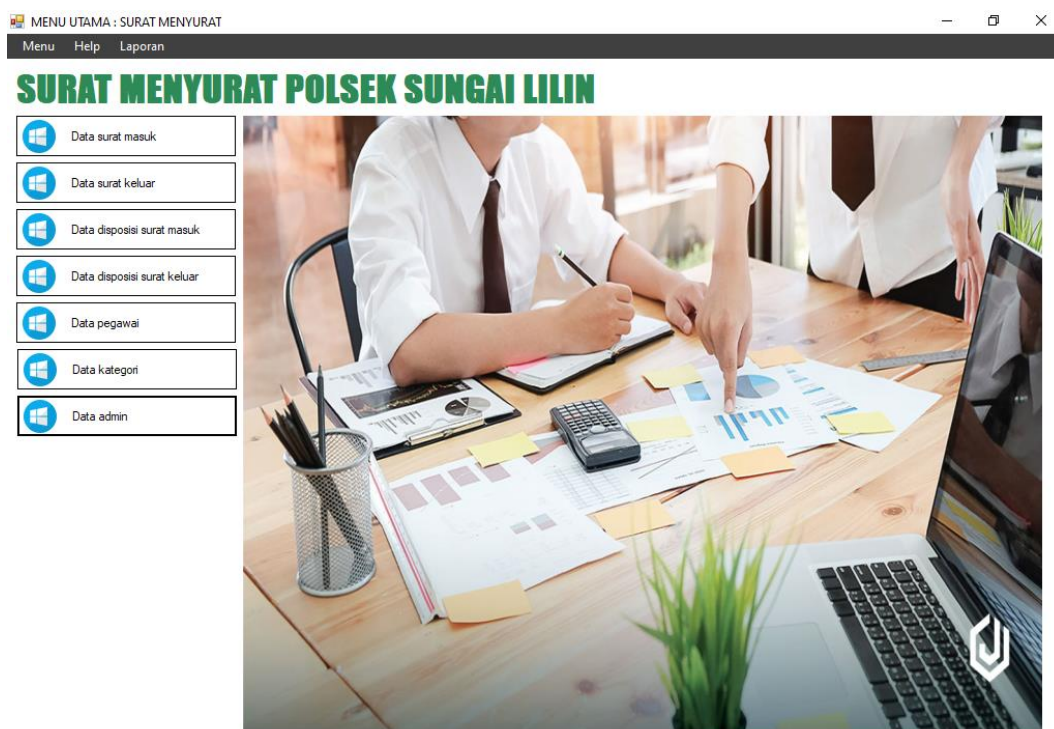 MENU UTAMA : SURAT MENYURAT
Menu Help Laporan
SURAT MENYURAT POLSEK SUNGAI LILIN
Data surat masuk
Data surat keluar
Data disposisi surat masuk
Data disposisi surat keluar
Data pegawai
Data kategori
Data admin